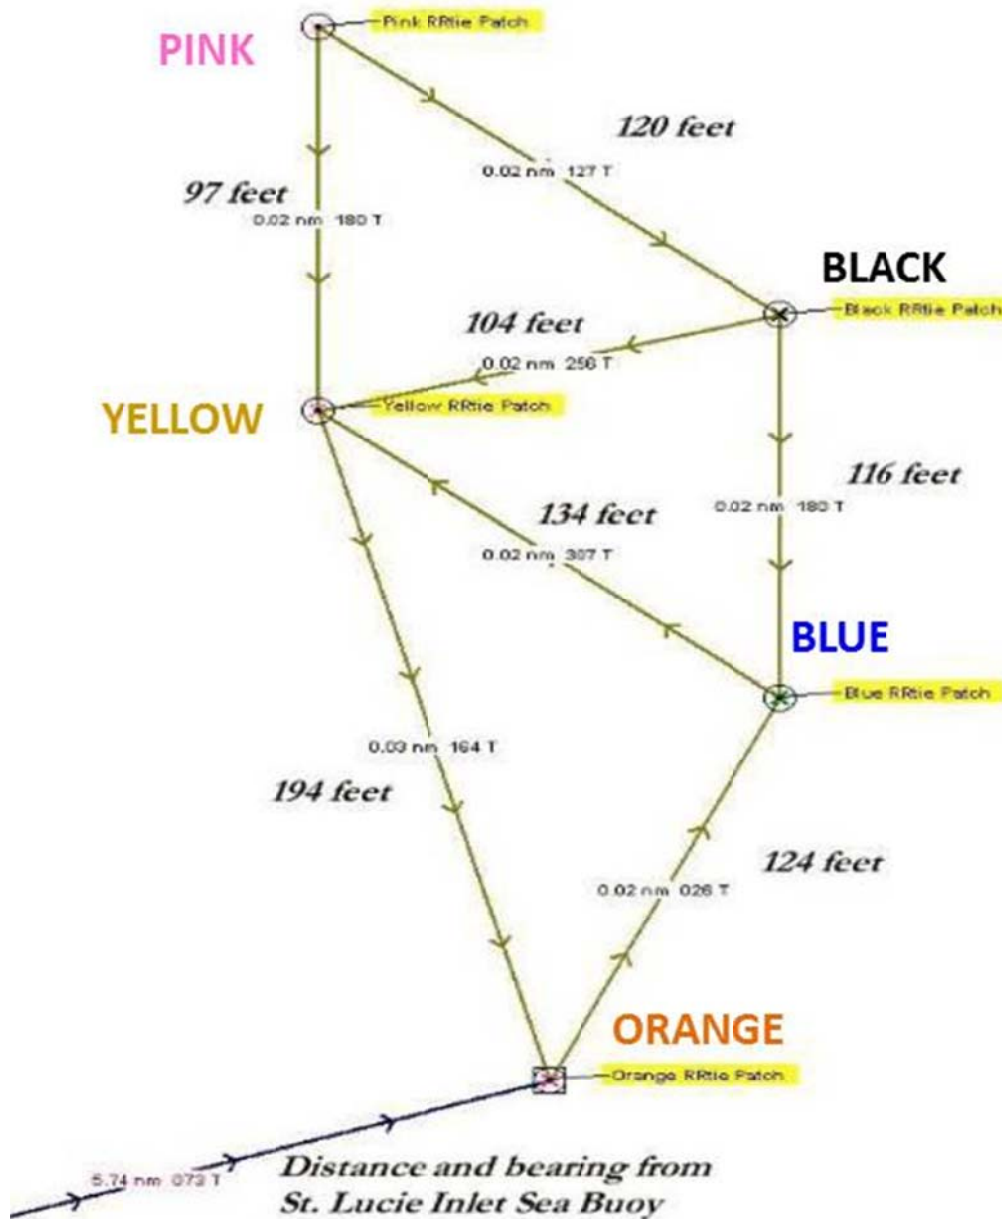 Pink RRtie Patch
PINK
120 feet
0.02 nm 127 T
97 feet
0.02 nm 180 T
BLACK
Black RRtie Patch
104 feet
0.02 nm 256 T
YELLOW
Yellow RRtie Patch
116 feet
0.02 nm 180 T
134 feet
0.02 nm 307 T
BLUE
Blue RRtie Patch
0.03 nm 164 T
194 feet
124 feet
0.02 nm 026 T
ORANGE
Orange RRtie Patch
5.74 nm 073 T
Distance and bearing from
St. Lucie Inlet Sea Buoy